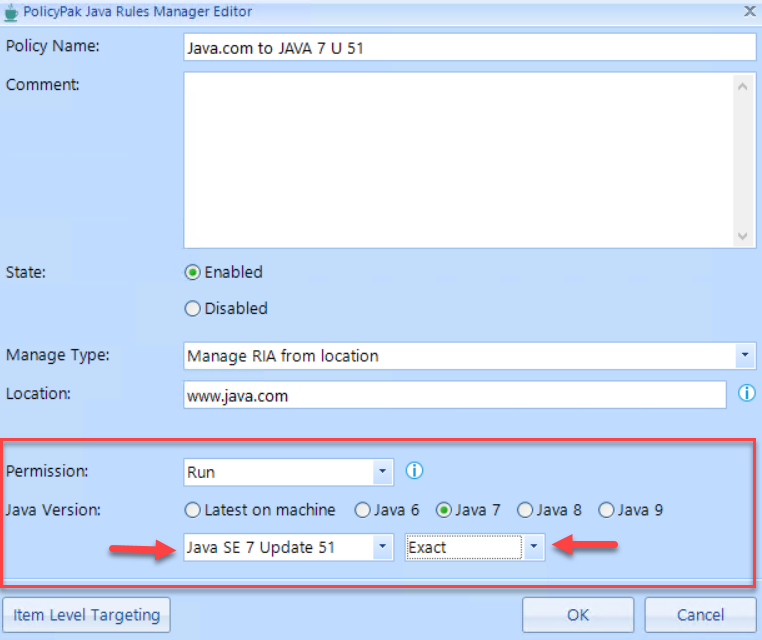 PolicyPak Java Rules Manager Editor
Policy Name: Java.com to JAVA 7 U 51
Comment:
State: Enabled
Disabled
Manage Type: Manage RIA from location
Location: www.java.com
Permission: Run
Java Version: Latest on machine Java 6 Java 7 Java 8 Java 9
Java SE 7 Update 51 Exact
Item Level Targeting OK Cancel